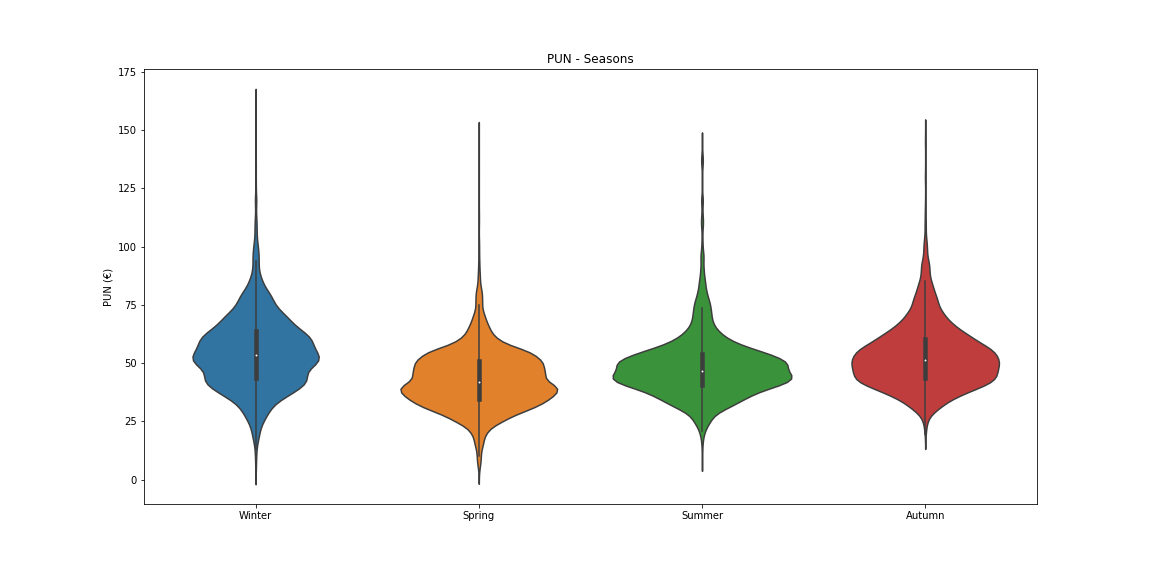 PUN - Seasons
175
150
125
100
75
50
25
0
PUN (€)
Winter
Spring
Summer
Autumn